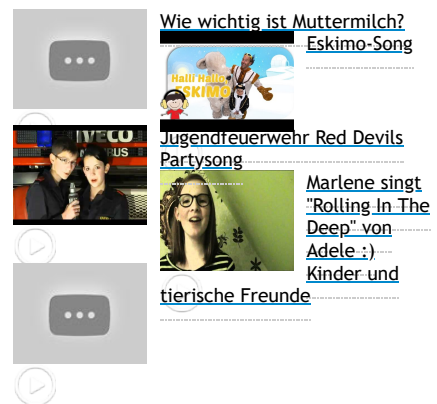 Wie wichtig ist Muttermilch?
Eskimo-Song
Halli Hallo,
ESKIMO
IVECO
Jugendfeuerwehr Red Devils
Partysong
Marlene singt
"Rolling In The
Deep" von
Adele :)
Kinder und
tierische Freunde